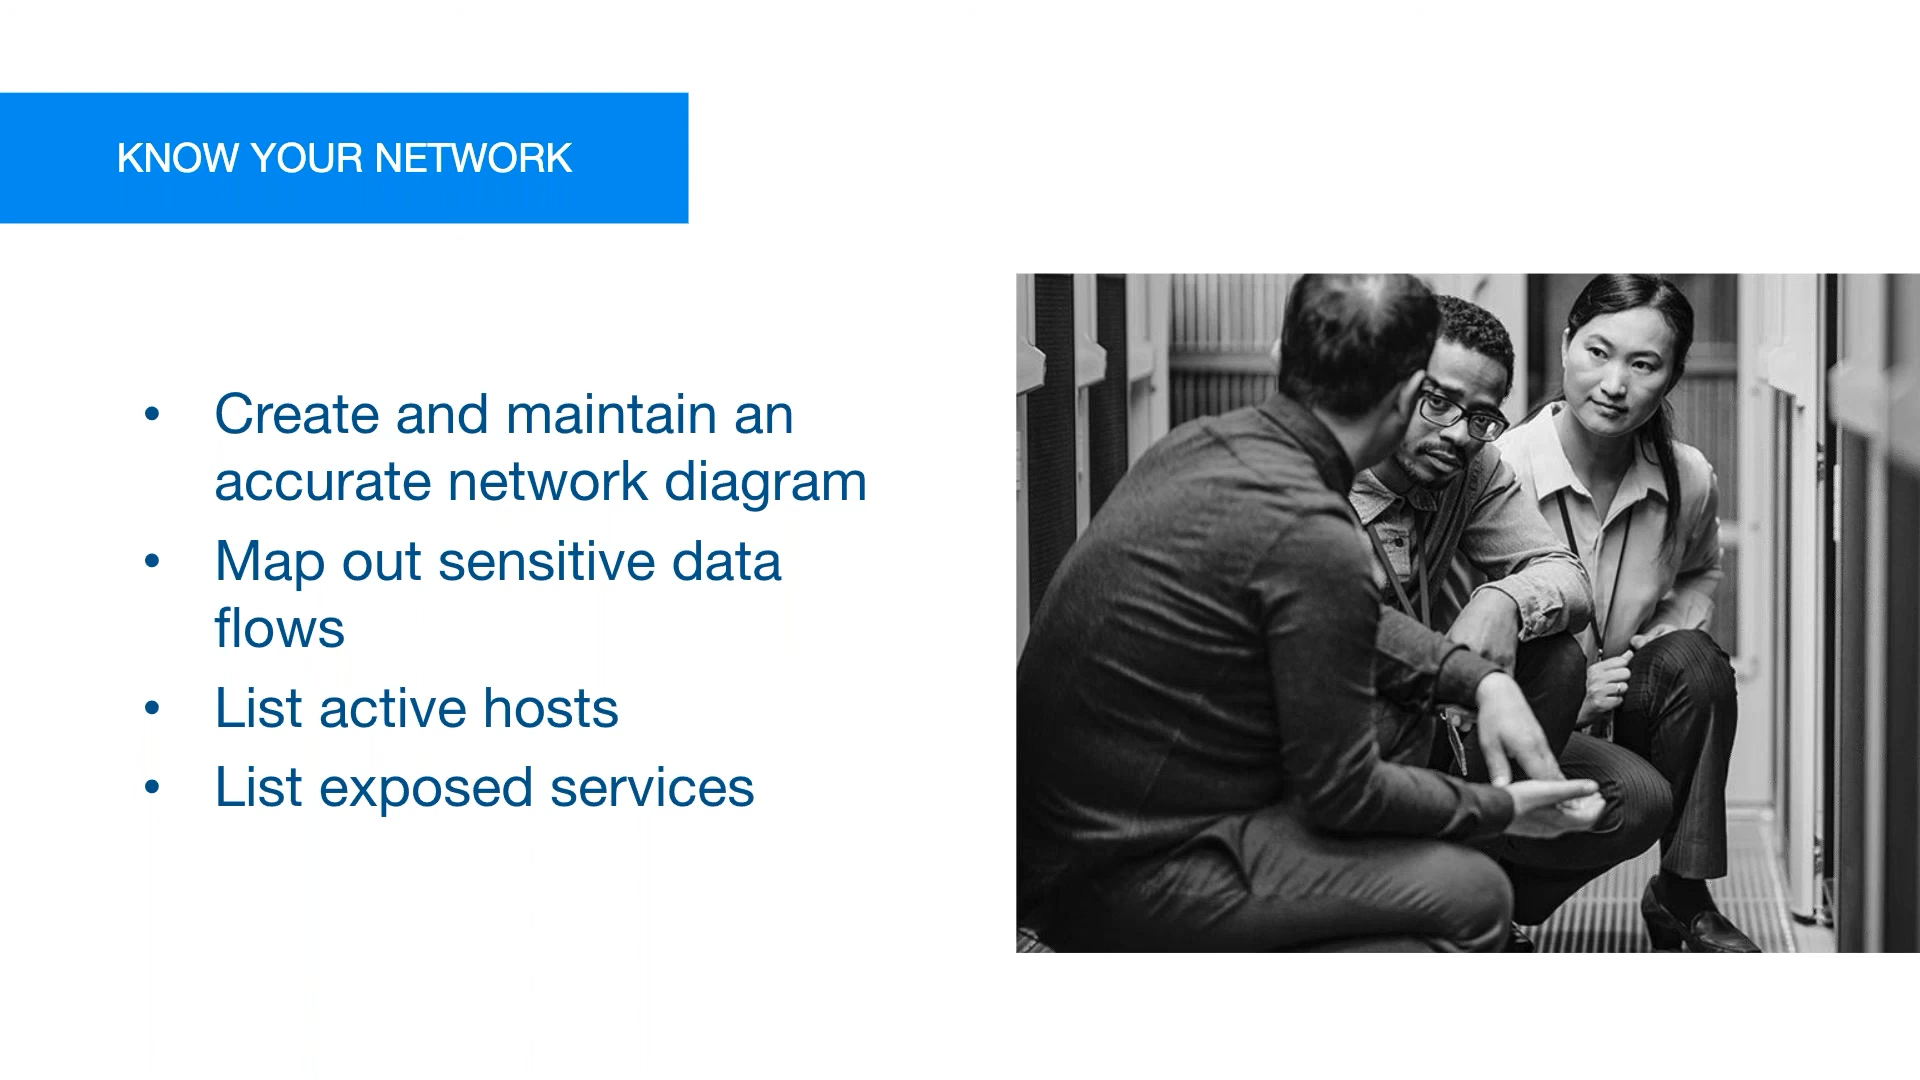 KNOW YOUR NETWORK
• Create and maintain an
accurate network diagram
• Map out sensitive data
flows
• List active hosts
• List exposed services